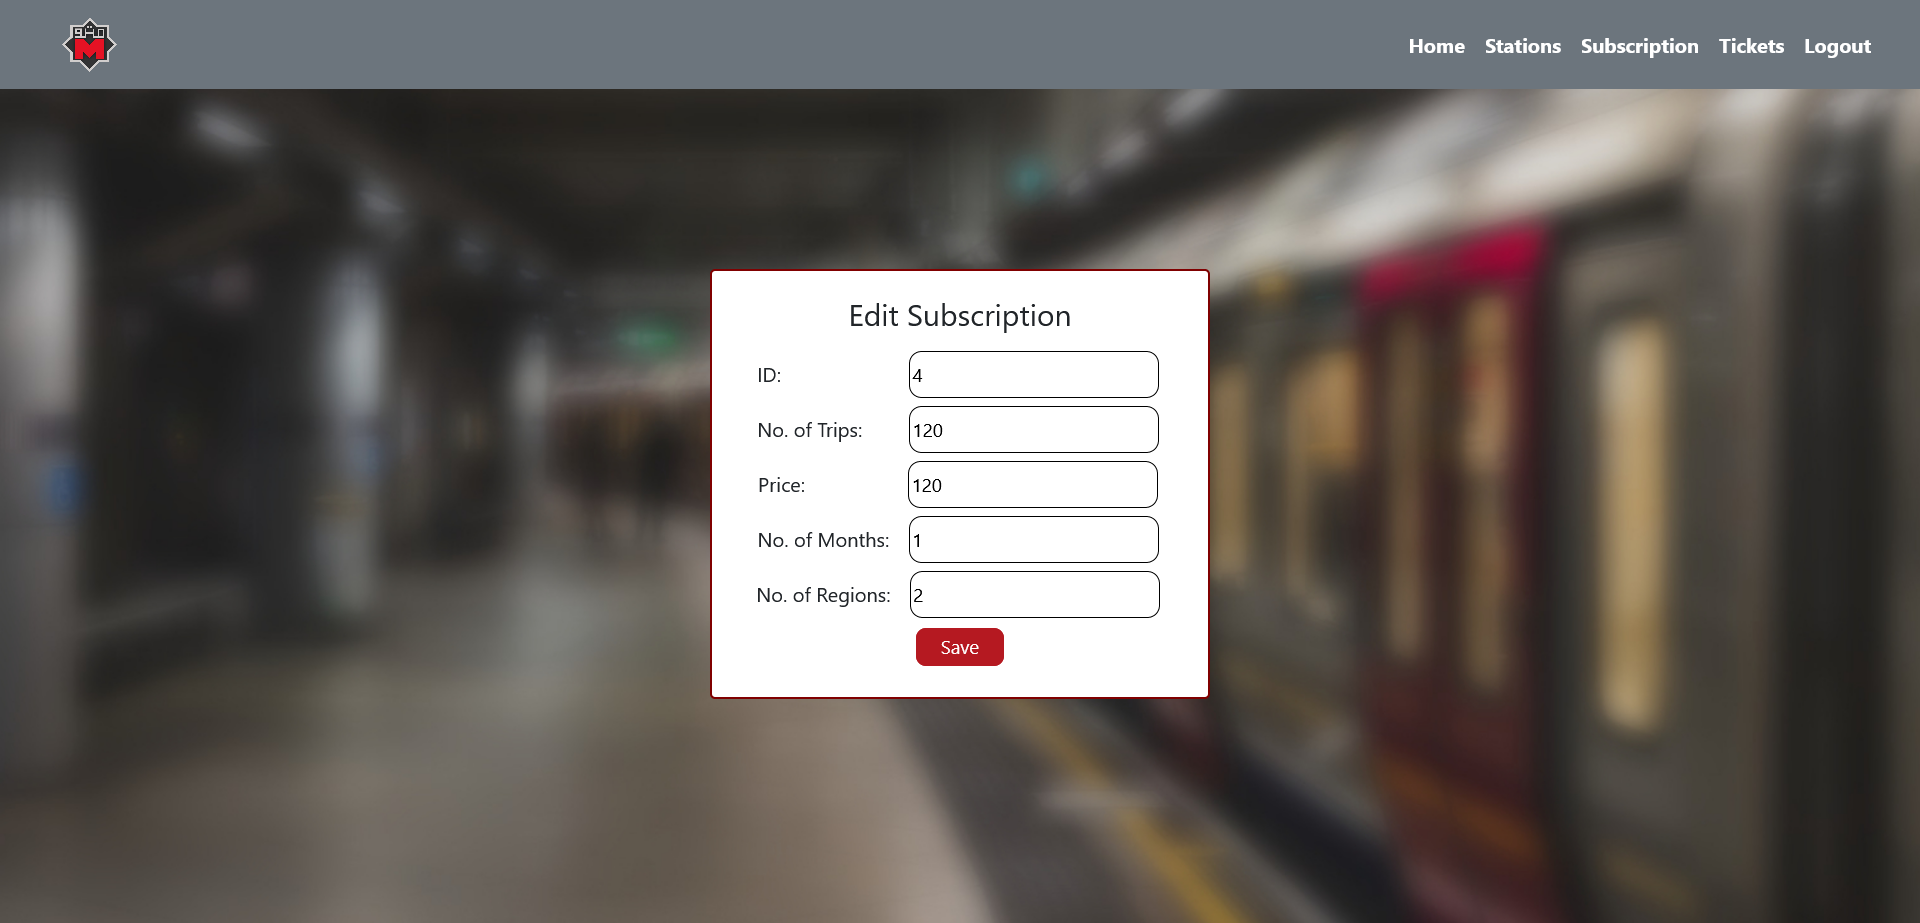 مترو
M
Home Stations Subscription Tickets Logout
Edit Subscription
ID: 4
No. of Trips: 120
Price: 120
No. of Months: 1
No. of Regions: 2
Save